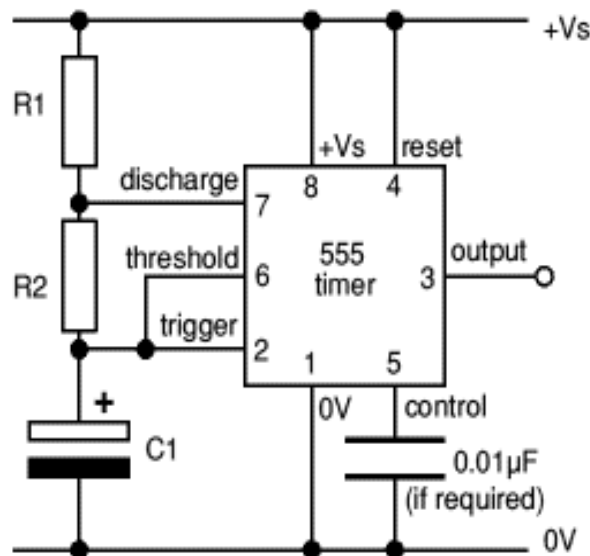 +Vs
R1
+Vs
reset
discharge
8
4
7
555
timer
threshold
6
output
3
R2
trigger
2
1
5
+
0V
control
C1
0.01µF
(if required)
0V